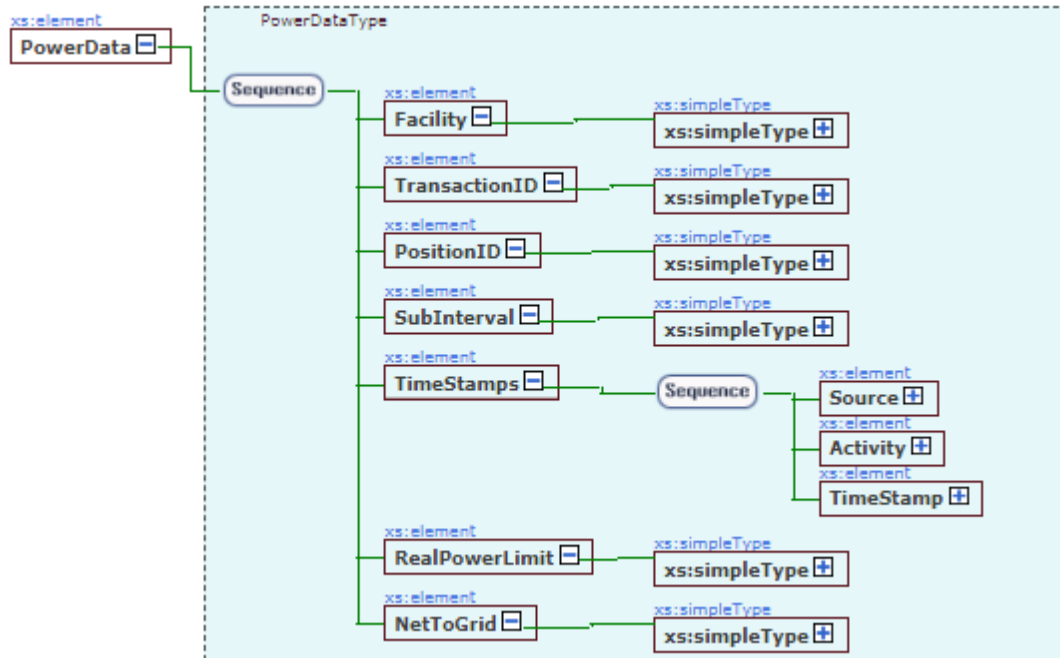 PowerDataType
xs:element
PowerData
Sequence
xs:element
Facility
xs:simpleType
xs:simpleType
xs:element
TransactionID
xs:simpleType
xs:simpleType
xs:element
PositionID
xs:simpleType
xs:simpleType
xs:element
SubInterval
xs:simpleType
xs:simpleType
xs:element
TimeStamps
Sequence
xs:element
Source
xs:element
Activity
xs:element
TimeStamp
xs:element
RealPowerLimit
xs:simpleType
xs:simpleType
xs:element
NetToGrid
xs:simpleType
xs:simpleType